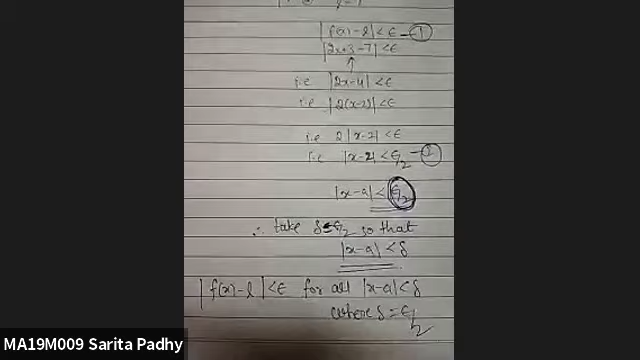 |f(x) - l| < ε - ①
|2x+3-7| < ε
i.e |2x-4| < ε
i.e |2(x-2)| < ε
i.e 2|x-2| < ε
i.e |x-2| < ε/2 - ②
|x-a| < ε/2
∴ take δ = ε/2 so that
|x-a| < δ
|f(x) - l| < ε for all |x-a| < δ
where δ = ε/2
MA19M009 Sarita Padhy